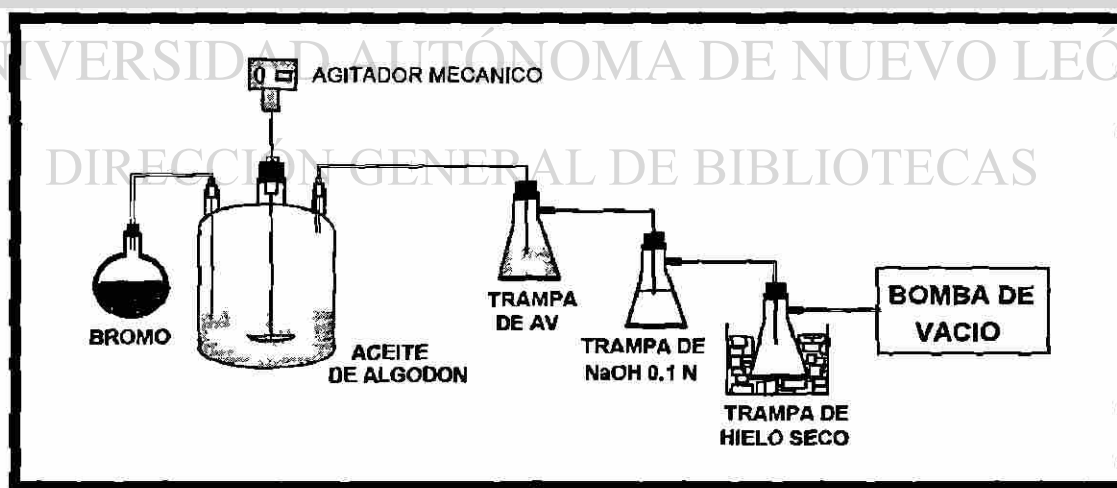 UNIVERSIDAD AUTÓNOMA DE NUEVO LEÓ
AGITADOR MECANICO
DIRECCIÓN GENERAL DE BIBLIOTECAS
BROMO
ACEITE
DE ALGODON
TRAMPA
DE AV
TRAMPA DE
NaOH 0.1 N
TRAMPA DE
HIELO SECO
BOMBA DE
VACIO